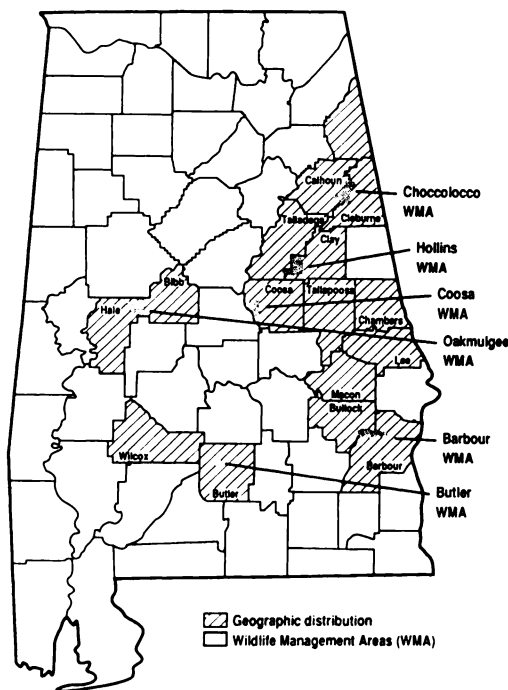 Calhoun
Choccolocco
WMA
Talladega
Cleburne
Clay
Hollins
WMA
Bibb
Coosa
Tallapoosa
Coosa
WMA
Hale
Chambers
Oakmulgee
WMA
Lee
Macon
Bullock
Barbour
WMA
Wilcox
Barbour
Butler
WMA
Butler
Geographic distribution
Wildlife Management Areas (WMA)